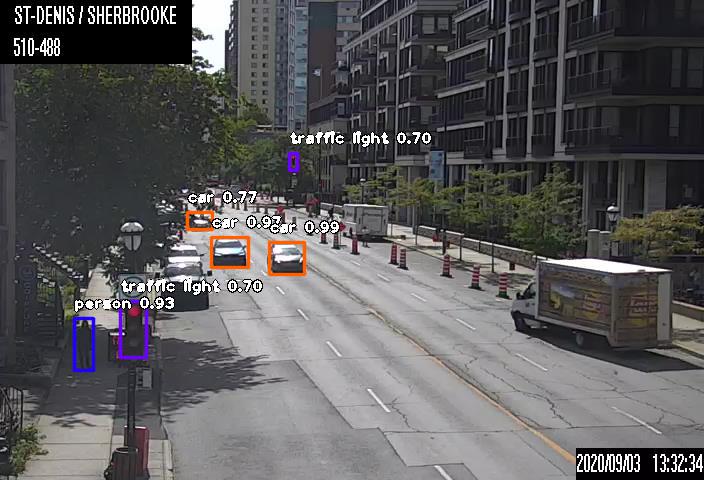 ST-DENIS / SHERBROOKE
510-488
traffic light 0.70
car 0.77
car 0.97
car 0.99
traffic light 0.70
person 0.93
2020/09/03 13:32:34